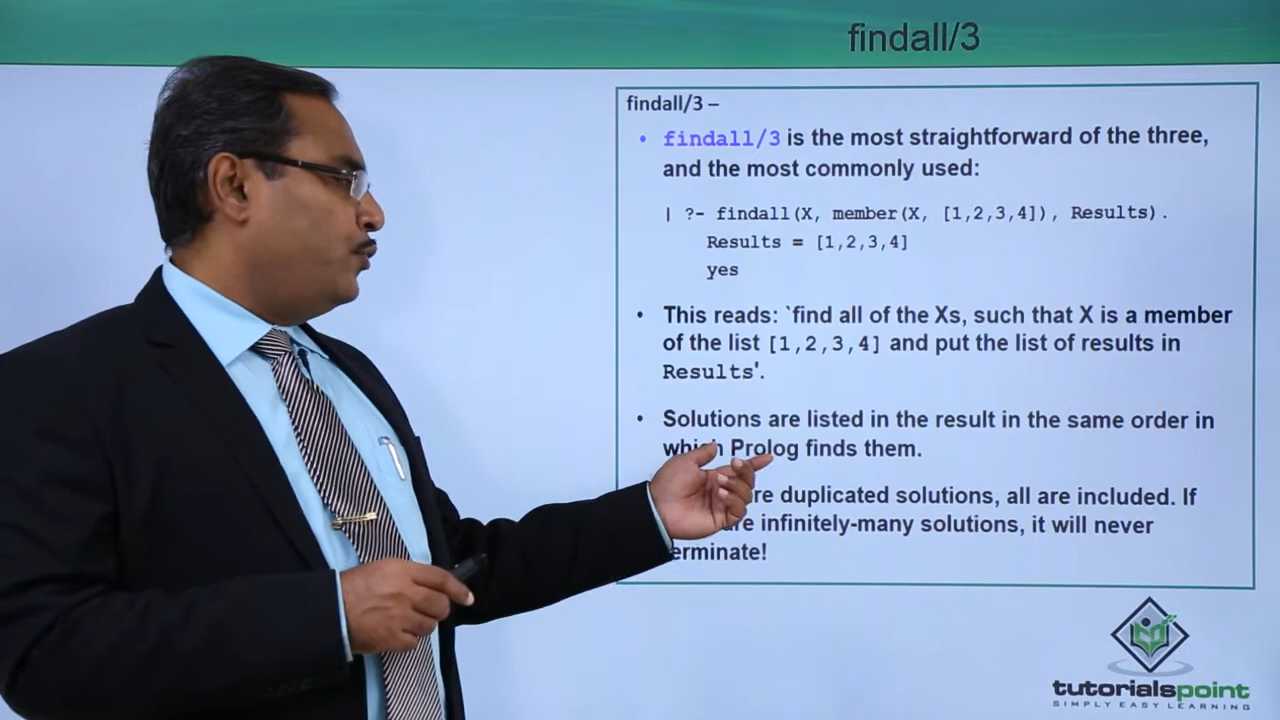 findall/3
findall/3 –
• findall/3 is the most straightforward of the three,
and the most commonly used:
| ?- findall(X, member(X, [1,2,3,4]), Results).
Results = [1,2,3,4]
yes
• This reads: `find all of the Xs, such that X is a member
of the list [1,2,3,4] and put the list of results in
Results'.
• Solutions are listed in the result in the same order in
which Prolog finds them.
duplicated solutions, all are included. If
infinitely-many solutions, it will never
tutorialspoint
SIMPLY EASY LEARNING